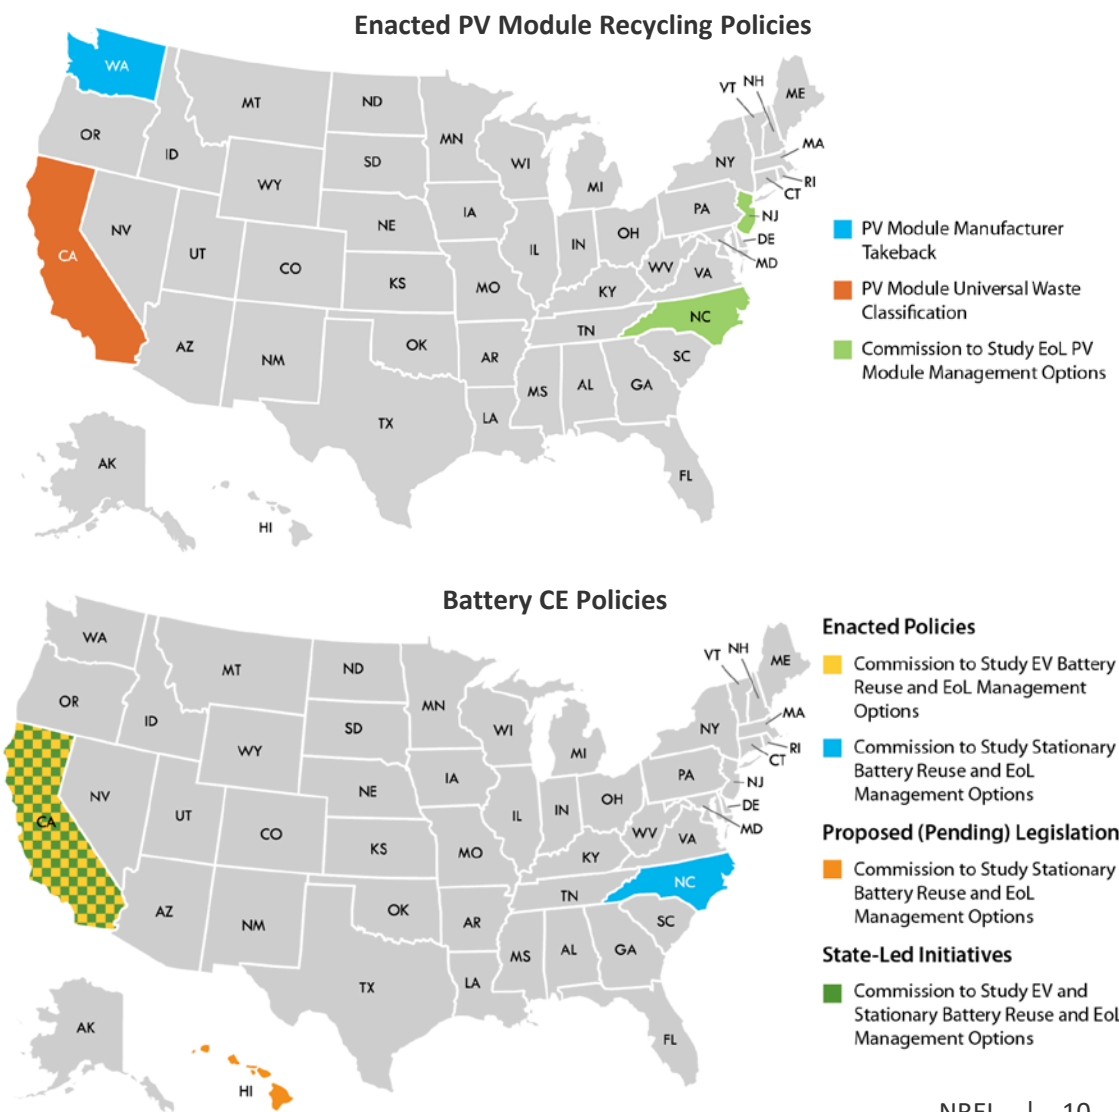 Enacted PV Module Recycling Policies
WA
MT
ND
MN
OR
ID
SD
WI
WY
MI
VT
NH
ME
NY
MA
RI
CT
IA
NE
PA
NJ
NV
OH
DE
IL
IN
MD
UT
CO
CA
WV
VA
KS
MO
KY
NC
TN
OK
AZ
NM
AR
SC
MS
AL
GA
TX
LA
FL
AK
HI
PV Module Manufacturer
Takeback
PV Module Universal Waste
Classification
Commission to Study EoL PV
Module Management Options
Battery CE Policies
WA
MT
ND
MN
OR
ID
SD
WI
WY
MI
VT
NH
ME
NY
MA
RI
CT
IA
NE
PA
NJ
NV
OH
DE
IL
IN
MD
UT
CO
CA
WV
VA
KS
MO
KY
NC
TN
OK
AZ
NM
AR
SC
MS
AL
GA
TX
LA
FL
AK
HI
Enacted Policies
Commission to Study EV Battery
Reuse and EoL Management
Options
Commission to Study Stationary
Battery Reuse and EoL
Management Options
Proposed (Pending) Legislation
Commission to Study Stationary
Battery Reuse and EoL
Management Options
State-Led Initiatives
Commission to Study EV and
Stationary Battery Reuse and EoL
Management Options
NREL | 10